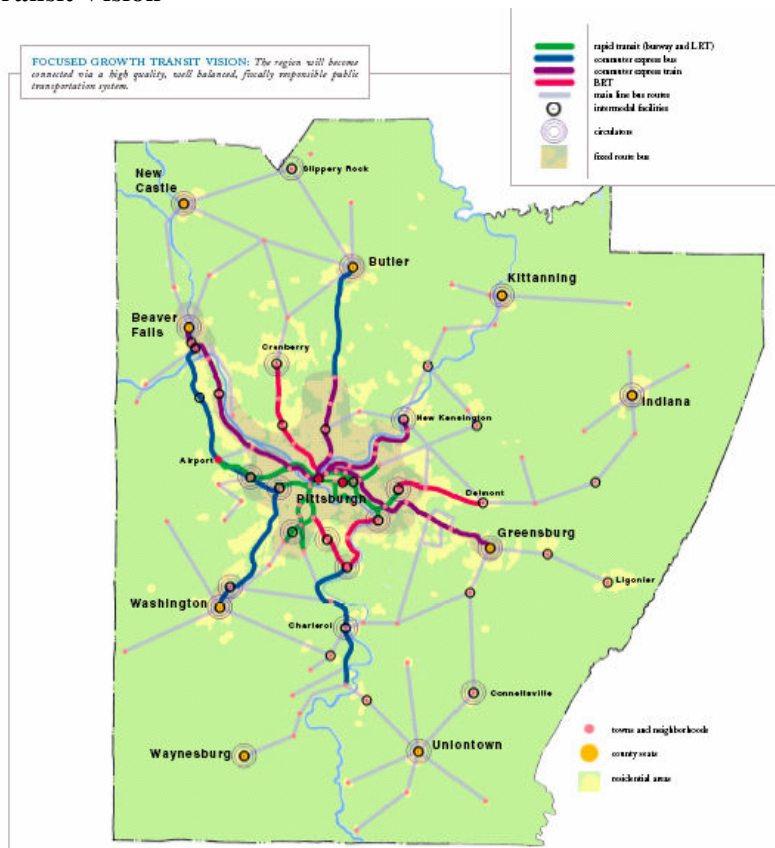 FOCUSED GROWTH TRANSIT VISION: The region will become
connected via a high quality, well balanced, fiscally responsible public
transportation system.
rapid transit (busway and LRT)
commuter express bus
commuter express train
BRT
main line bus routes
intermodal facilities
circulators
fixed route bus
Slippery Rock
New
Castle
Butler
Kittanning
Beaver
Falls
Cranberry
Indiana
New Kensington
Airport
Pittsburgh
Delmont
Greensburg
Ligonier
Washington
Charleroi
Connellsville
Uniontown
Waynesburg
towns and neighborhoods
county seats
residential areas